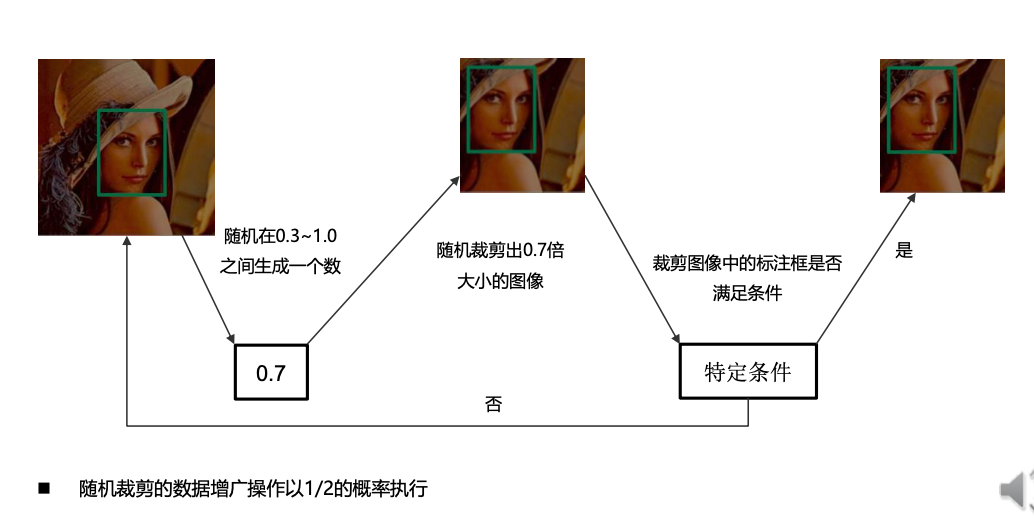 随机在0.3~1.0
之间生成一个数
随机裁剪出0.7倍
大小的图像
裁剪图像中的标注框是否
满足条件
是
0.7
特定条件
否
随机裁剪的数据增广操作以1/2的概率执行